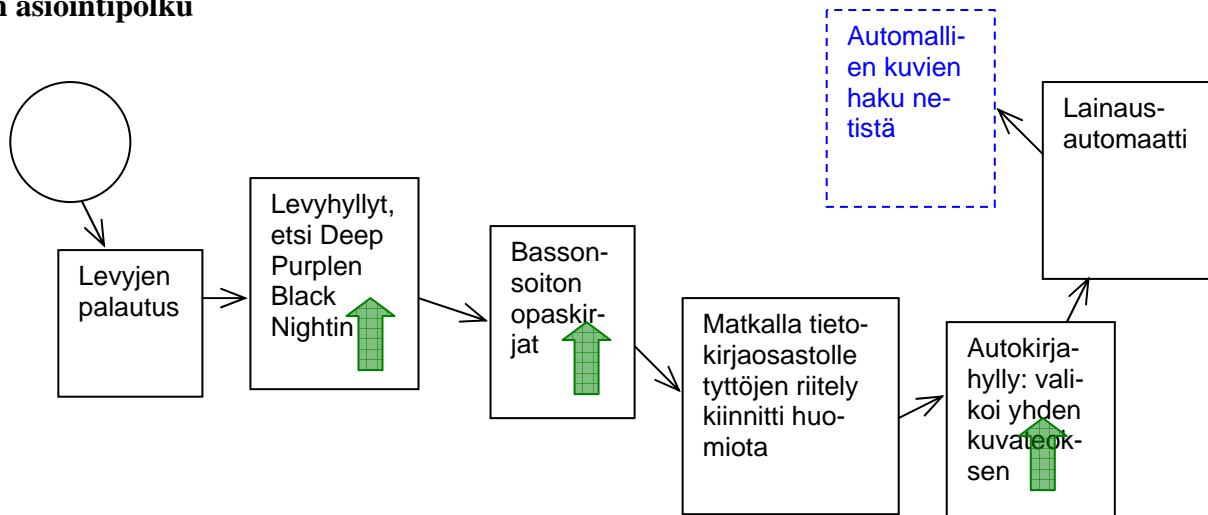 asiointipolku
Levyjen
palautus
Levyhyllyt,
etsi Deep
Purplen
Black
Nightin
Basson-
soiton
opaskir-
jat
Matkalla tieto-
kirjaosastolle
tyttöjen riitely
kiinnitti huo-
miota
Autokirja-
hylly: vali-
koi yhden
kuvateok-
sen
Lainaus-
automaatti
Automalli-
en kuvien
haku ne-
tistä